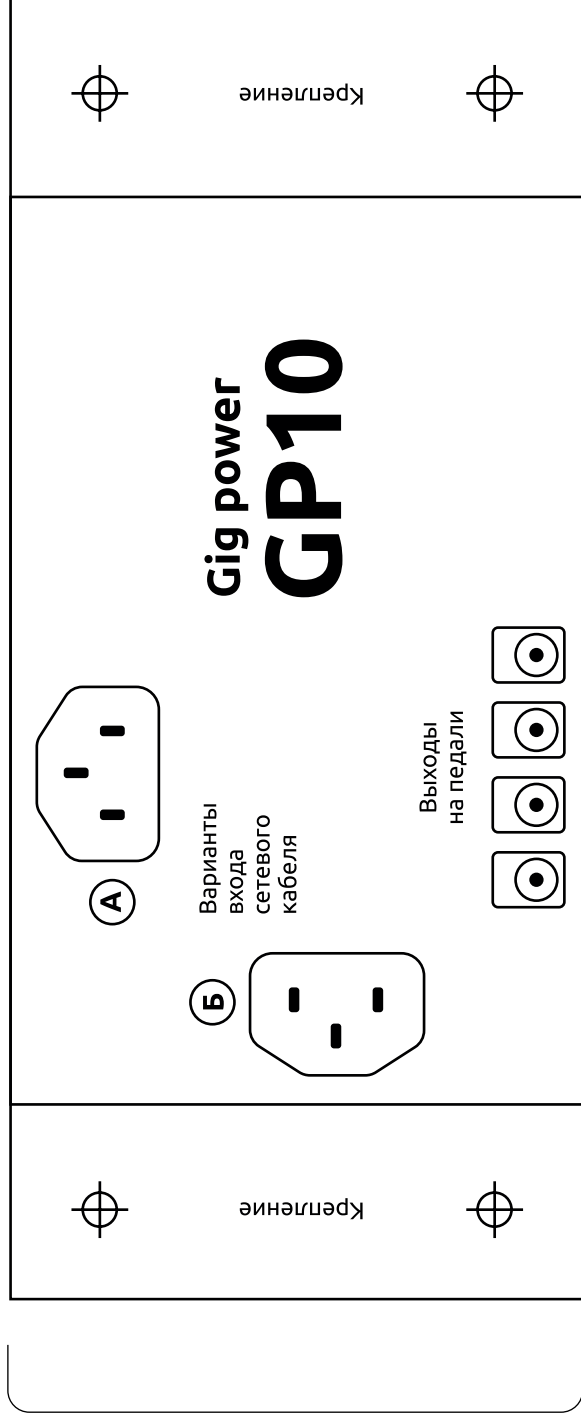 Крепление
Gig power
GP10
А
Варианты
входа
сетевого
кабеля
Выходы
на педали
Б
Крепление